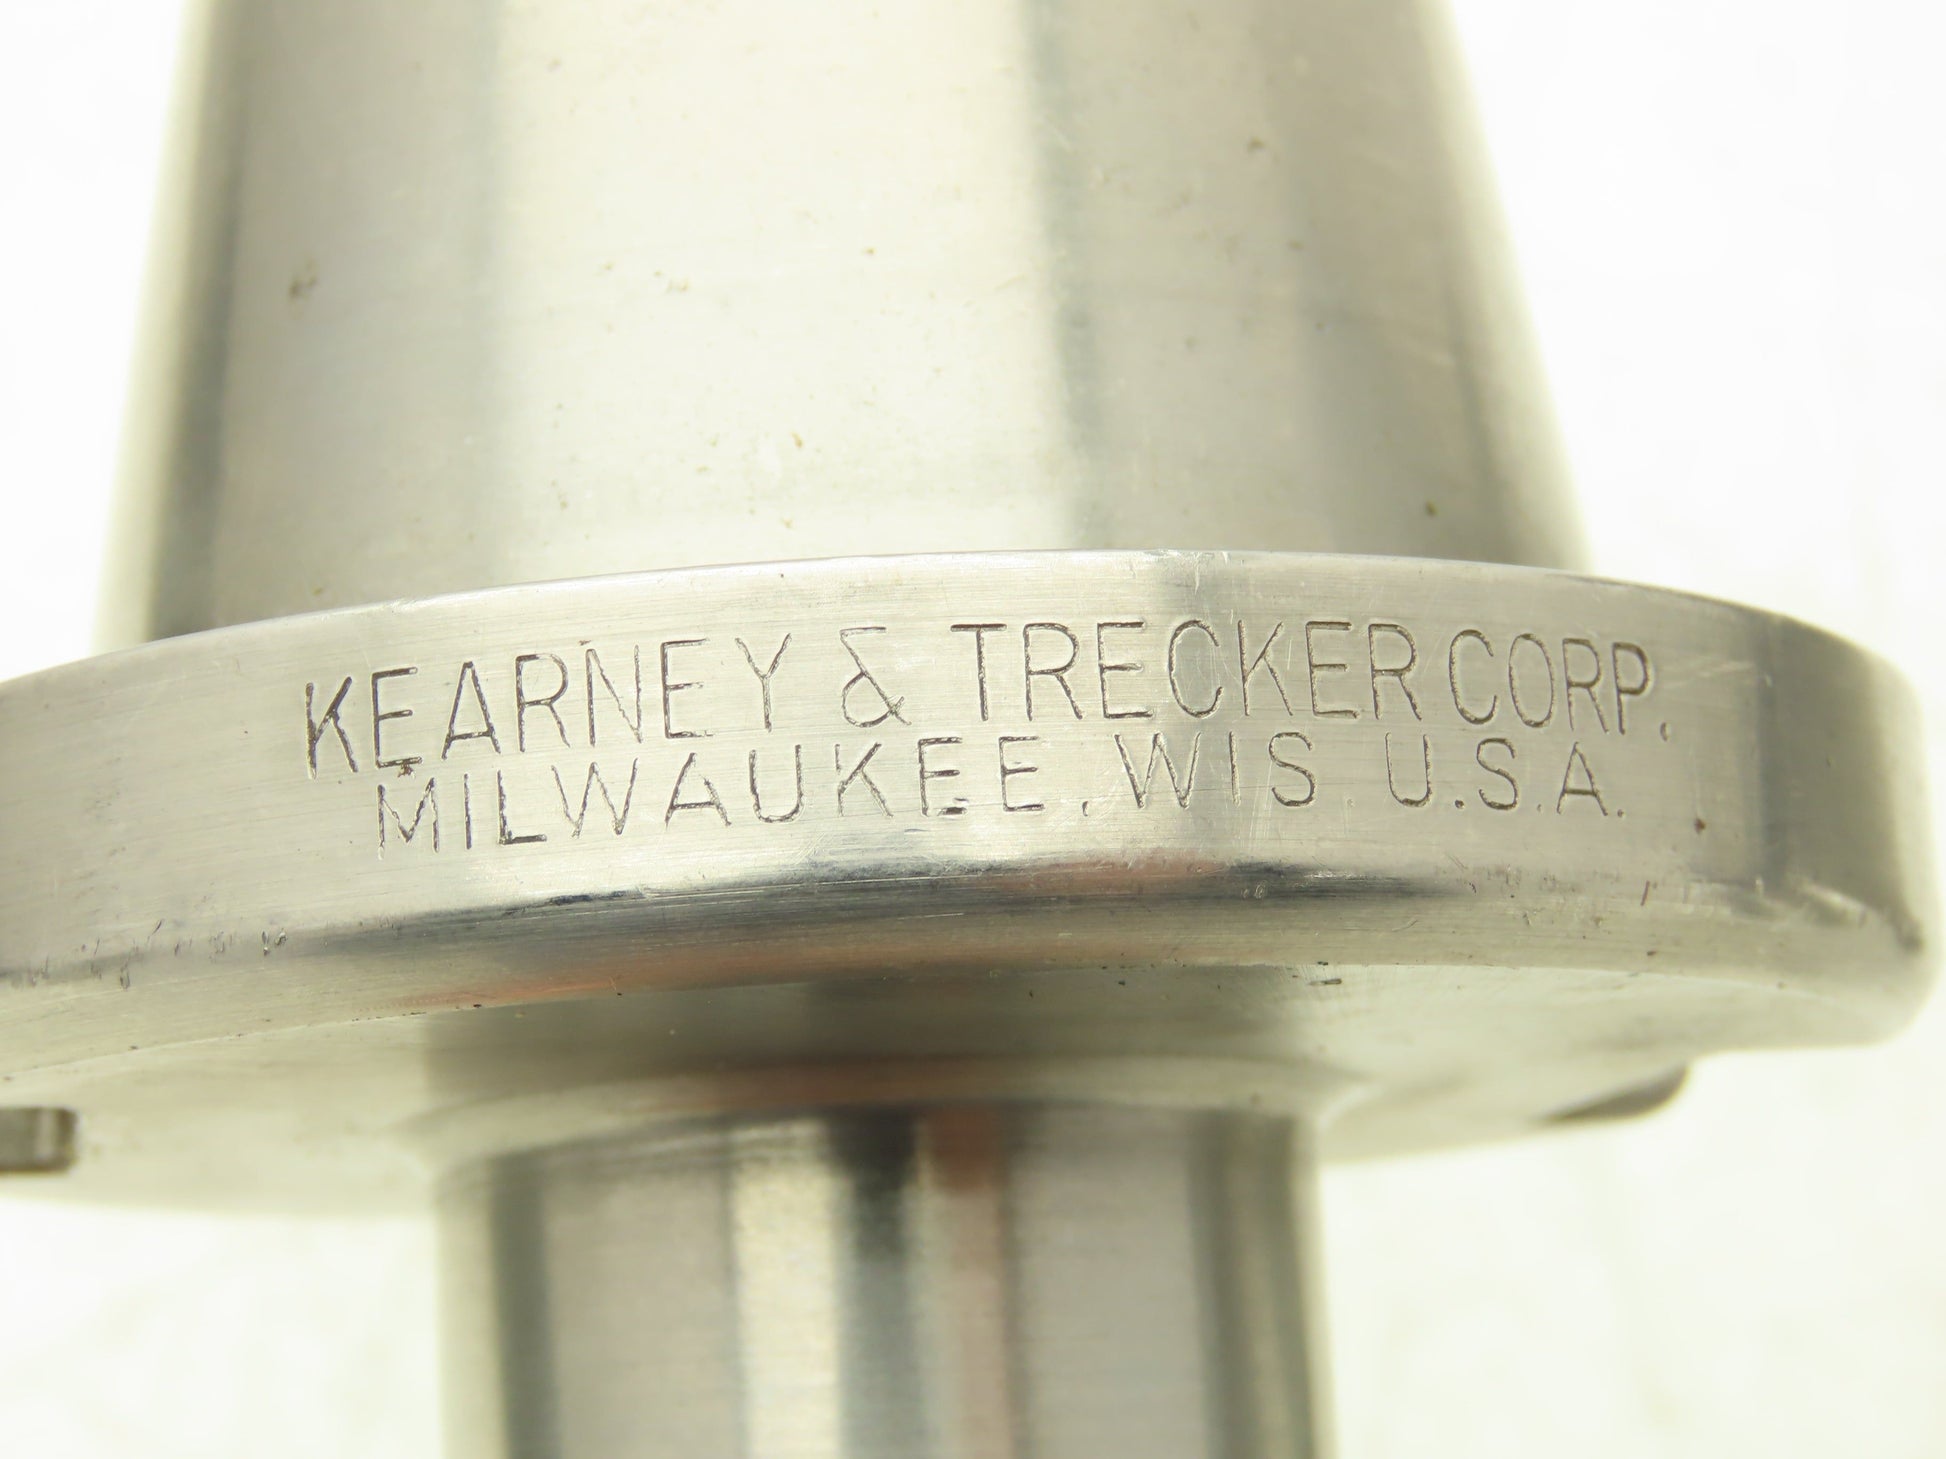 KEARNEY & TRECKER CORP.
MILWAUKEE. WIS U.S.A.